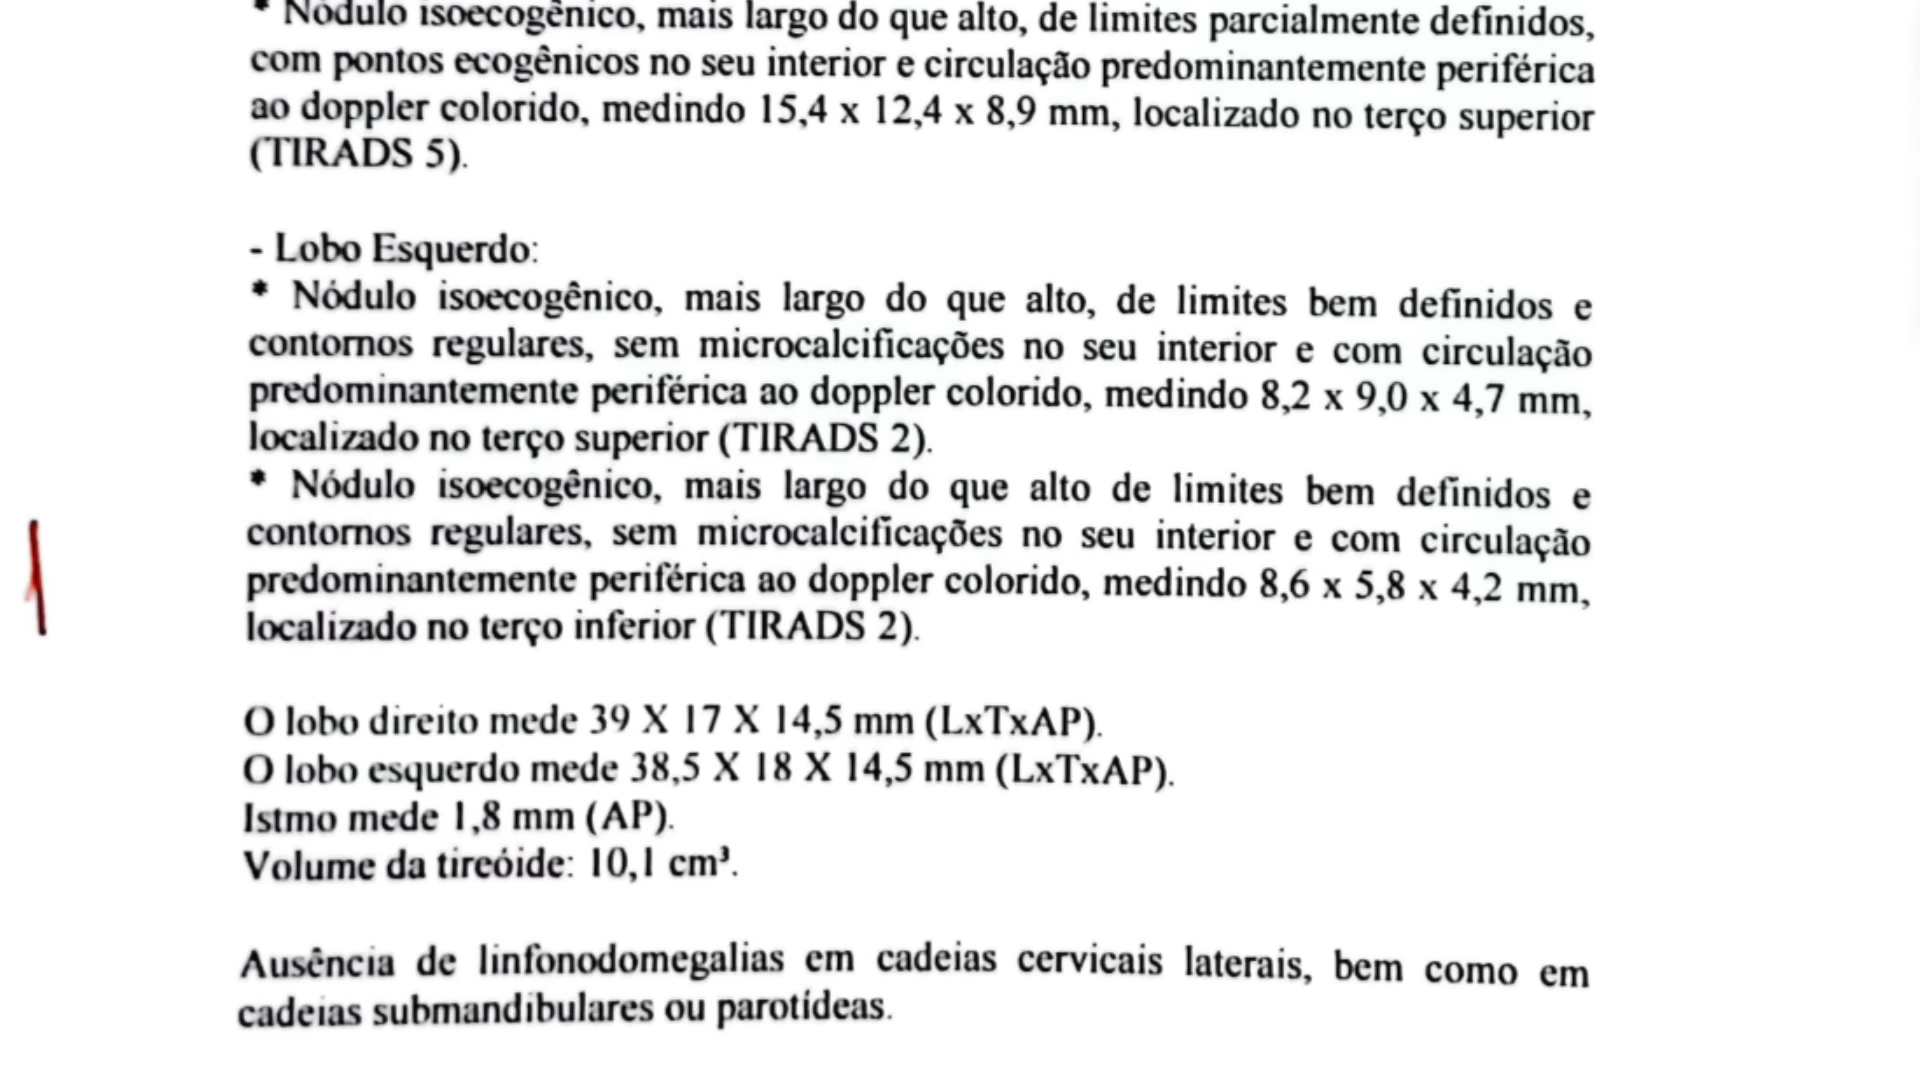 * Nódulo isoecogênico, mais largo do que alto, de limites parcialmente definidos,
com pontos ecogênicos no seu interior e circulação predominantemente periférica
ao doppler colorido, medindo 15,4 x 12,4 x 8,9 mm, localizado no terço superior
(TIRADS 5).
- Lobo Esquerdo:
* Nódulo isoecogênico, mais largo do que alto, de limites bem definidos e
contornos regulares, sem microcalcificações no seu interior e com circulação
predominantemente periférica ao doppler colorido, medindo 8,2 x 9,0 x 4,7 mm,
localizado no terço superior (TIRADS 2).
* Nódulo isoecogênico, mais largo do que alto de limites bem definidos e
contornos regulares, sem microcalcificações no seu interior e com circulação
predominantemente periférica ao doppler colorido, medindo 8,6 x 5,8 x 4,2 mm,
localizado no terço inferior (TIRADS 2).
O lobo direito mede 39 X 17 X 14,5 mm (LxTxAP).
O lobo esquerdo mede 38,5 X 18 X 14,5 mm (LxTxAP).
Istmo mede 1,8 mm (AP).
Volume da tireóide: 10,1 cm³.
Ausência de linfonodomegalias em cadeias cervicais laterais, bem como em
cadeias submandibulares ou parotídeas.